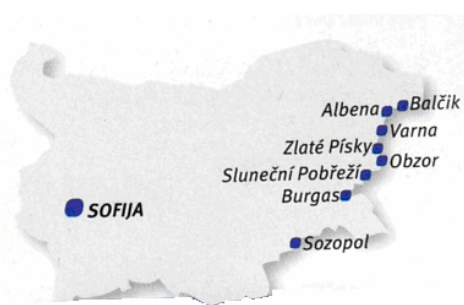 Albena
Balčik
Varna
Zlaté Písky
Obzor
Sluneční Pobřeží
Burgas
SOFIJA
Sozopol